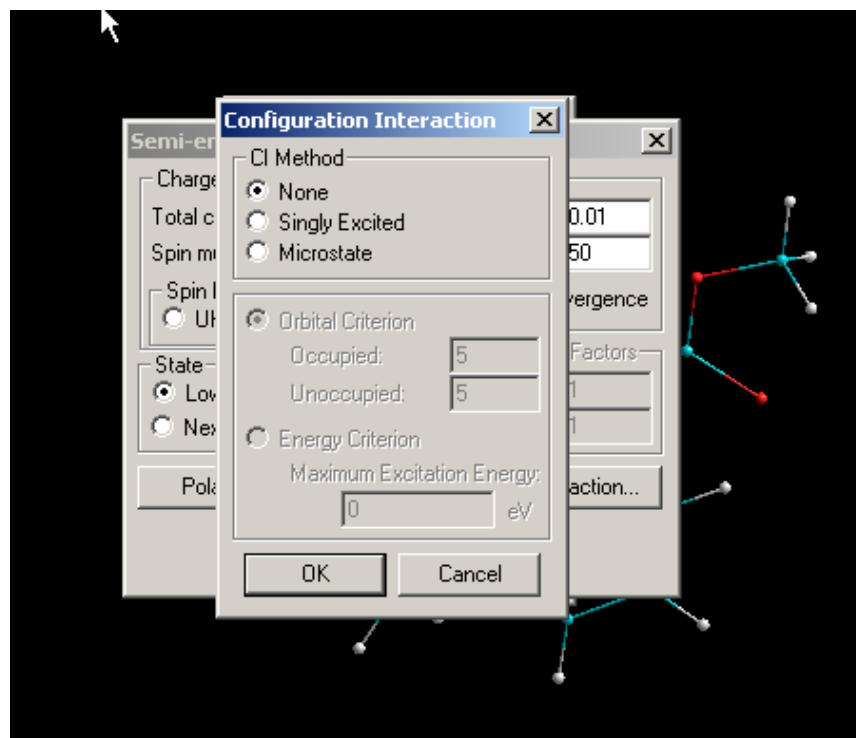 Configuration Interaction
CI Method
None
Singly Excited
Microstate
Orbital Criterion
Occupied: 5
Unoccupied: 5
Energy Criterion
Maximum Excitation Energy:
0 eV
OK Cancel
Semi-er
Charge
Total c 0.01
Spin mu 50
Spin l vergence
UH
State Factors
Low 1
Nex 1
Pola action...